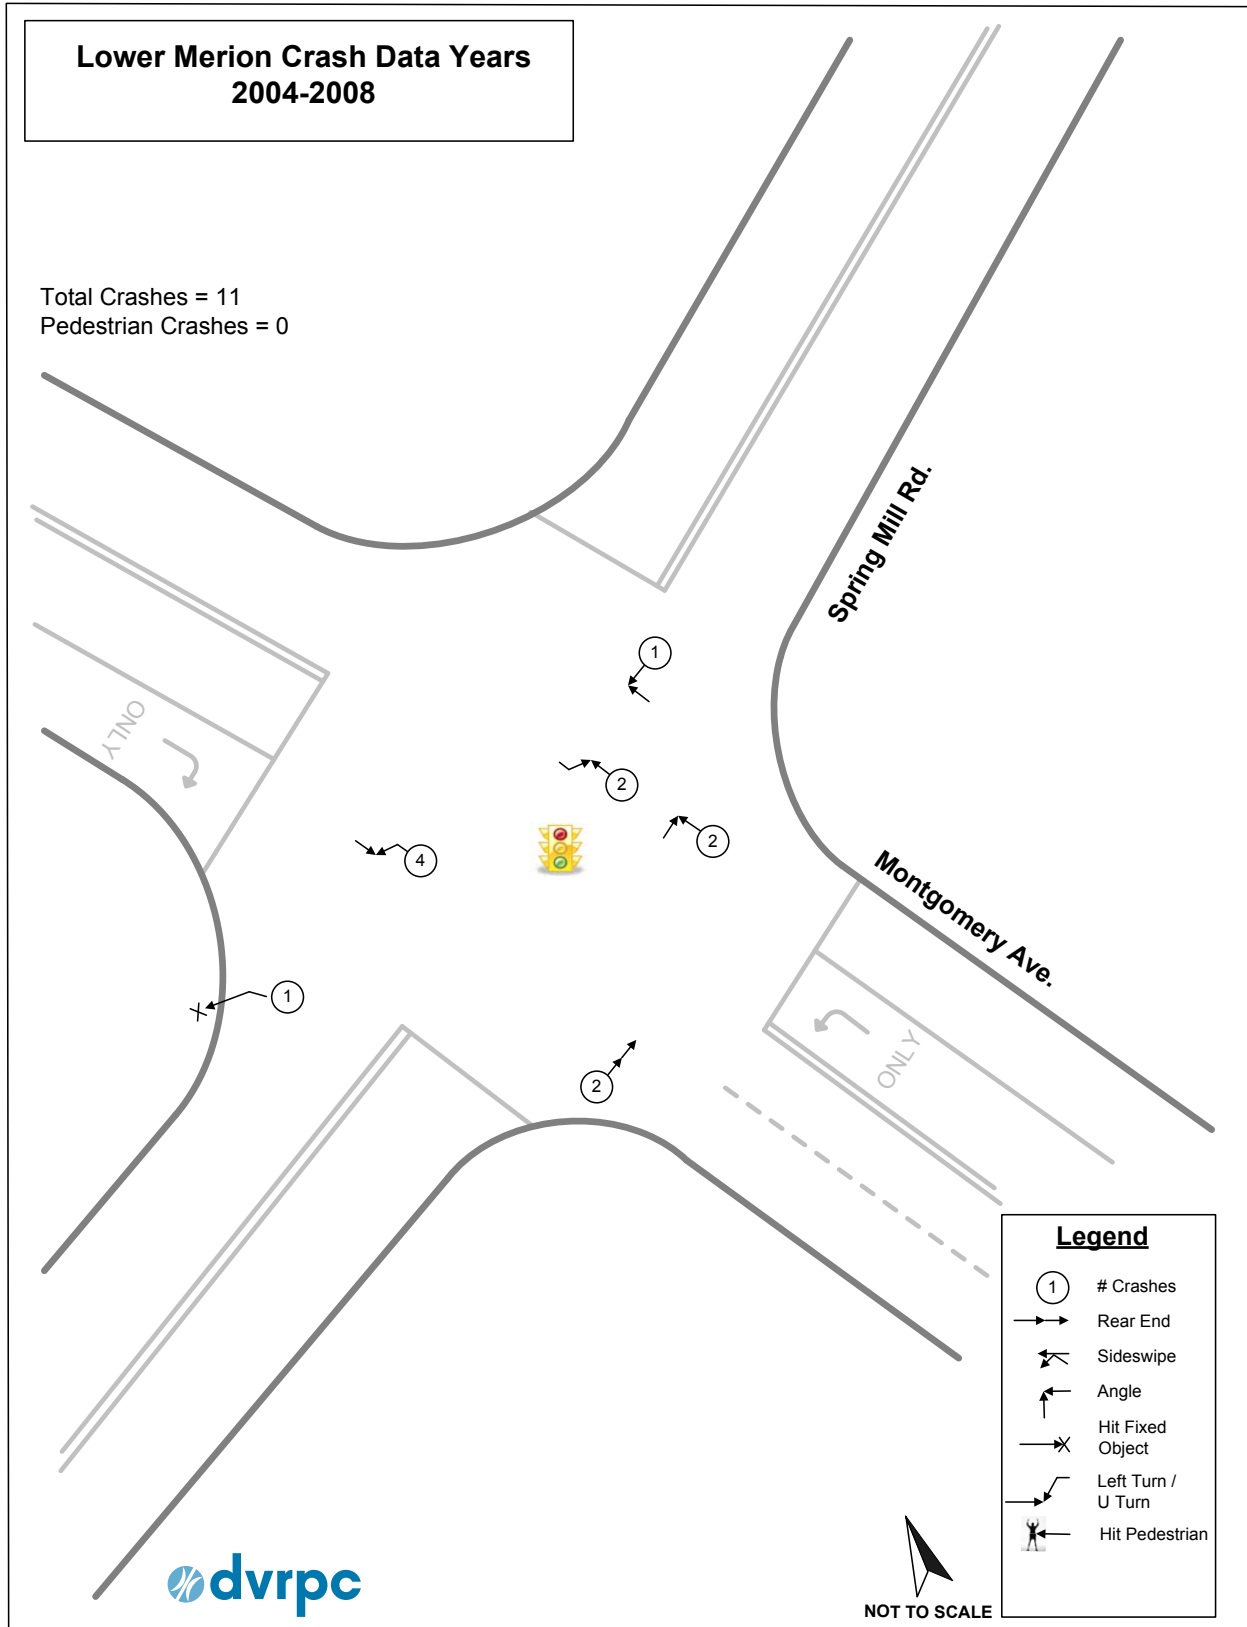 Lower Merion Crash Data Years
2004-2008
Total Crashes = 11
Pedestrian Crashes = 0
Spring Mill Rd.
1
ONLY
2
2
4
Montgomery Ave.
1
ONLY
2
Legend
1 # Crashes
Rear End
Sideswipe
Angle
Hit Fixed
Object
Left Turn /
U Turn
Hit Pedestrian
dvrpc
NOT TO SCALE